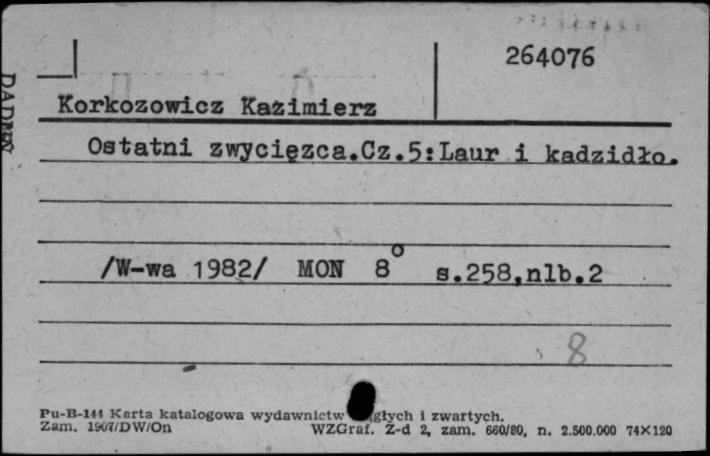 264076
Korkozowicz Kazimierz
Ostatni zwycięzca.Cz.5:Laur i kadzidło.
/W-wa 1982/ MON 8° s.258,nlb.2
8
Pu-B-144 Karta katalogowa wydawnictw i zwartych.
Zam. 1907/DW/On WZGraf. Z-d 2, zam. 660/80, n. 2.500.000 74X120